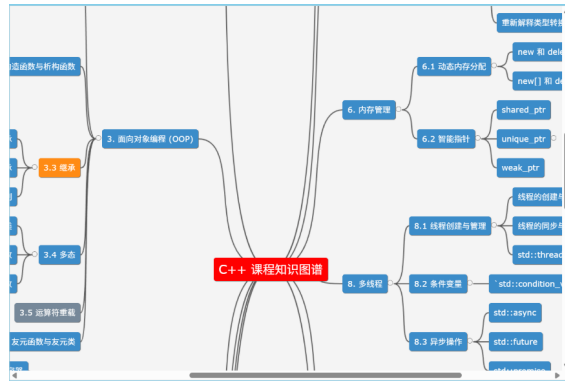 重新解释类型转换
造函数与析构函数
6.1 动态内存分配
new 和 dele
new[] 和 de
6. 内存管理
shared_ptr
3. 面向对象编程 (OOP)
6.2 智能指针
unique_ptr
3.3 继承
weak_ptr
线程的创建与
8.1 线程创建与管理
线程的同步与
3.4 多态
std::thread
C++ 课程知识图谱
8. 多线程
8.2 条件变量
`std::condition_v
3.5 运算符重载
std::async
友元函数与友元类
8.3 异步操作
std::future
std::promise